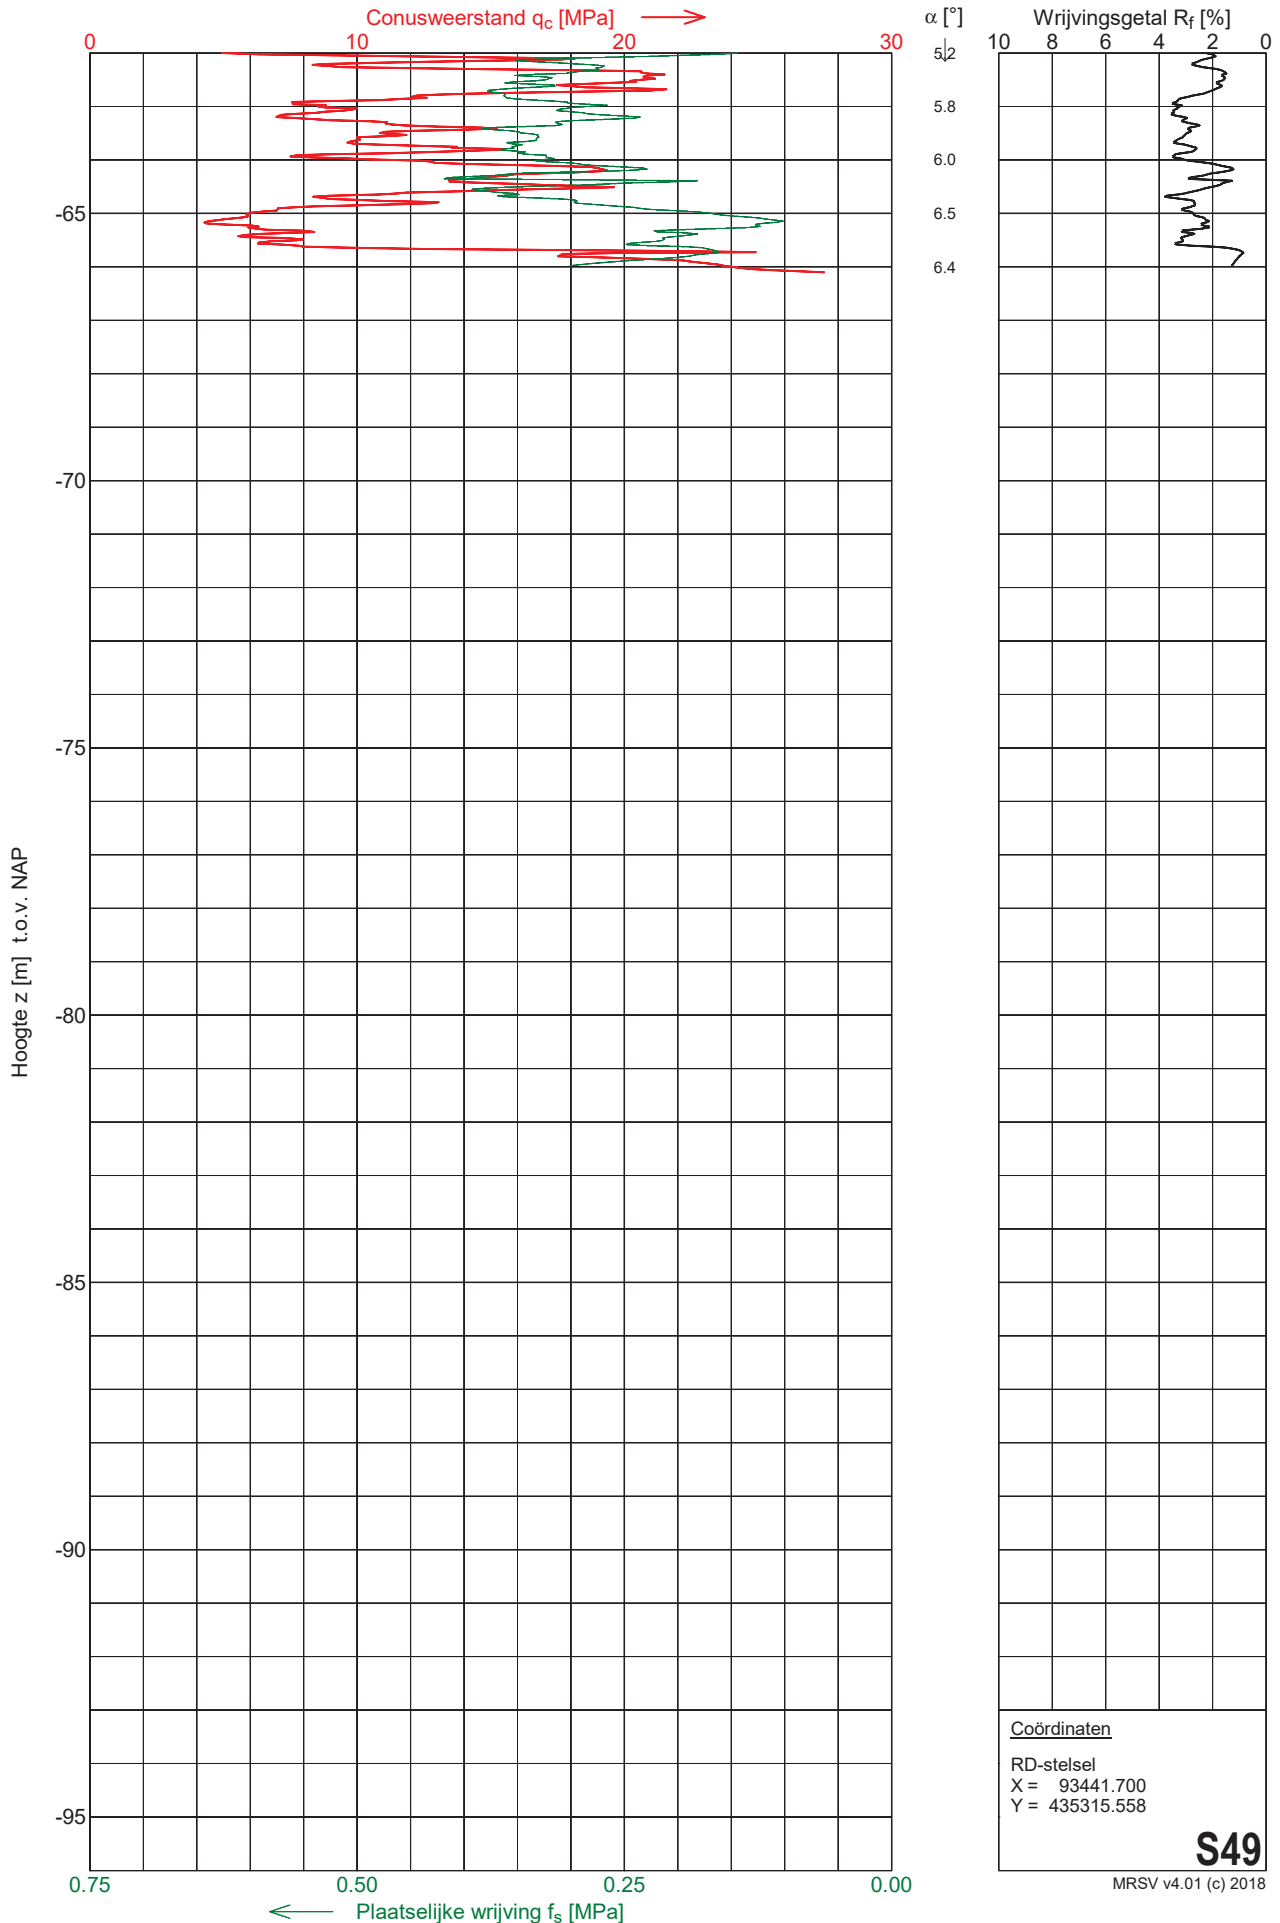 Conusweerstand qc [MPa]
α [°]
Wrijvingsgetal Rf [%]
0 10 20 30
10 8 6 4 2 0
5.2
5.8
6.0
6.5
6.4
-65
-70
-75
-80
-85
-90
-95
Hoogte z [m] t.o.v. NAP
Coördinaten
RD-stelsel
X = 93441.700
Y = 435315.558
S49
0.75 0.50 0.25 0.00
MRSV v4.01 (c) 2018
Plaatselijke wrijving fs [MPa]